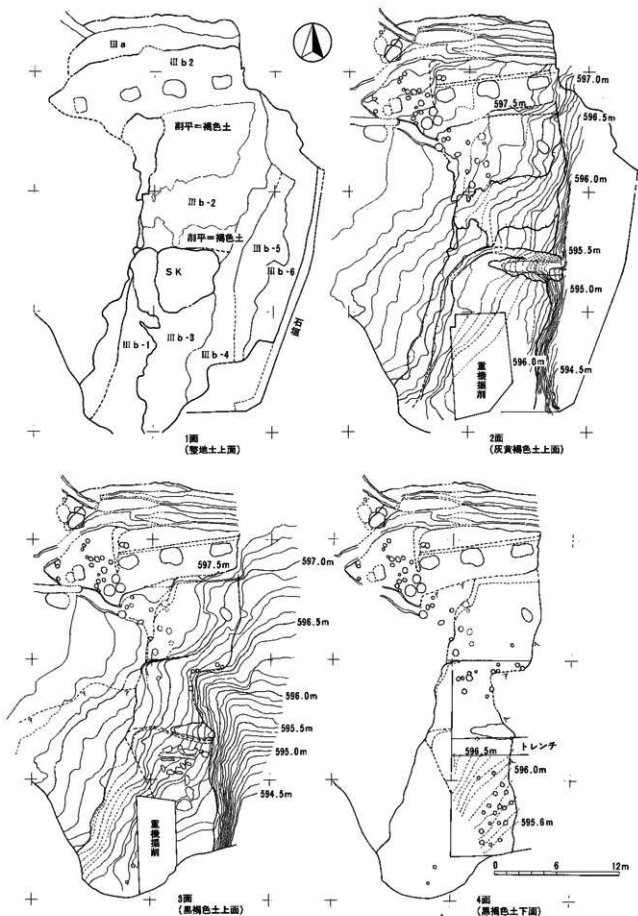 Ⅲa
Ⅲb2
削平=褐色土
Ⅲb-2
削平=褐色土
SK
Ⅲb-5
Ⅲb-6
Ⅲb-1
Ⅲb-3
Ⅲb-4
石垣
1面
(整地土上面)
597.0m
597.5m
596.5m
596.0m
595.5m
595.0m
596.0m
594.5m
重機掘削
2面
(灰黄褐色土上面)
597.5m
597.0m
596.5m
596.0m
595.5m
595.0m
594.5m
重機掘削
3面
(黒褐色土上面)
トレンチ
596.5m
596.0m
595.6m
0 6 12m
4面
(黒褐色土下面)